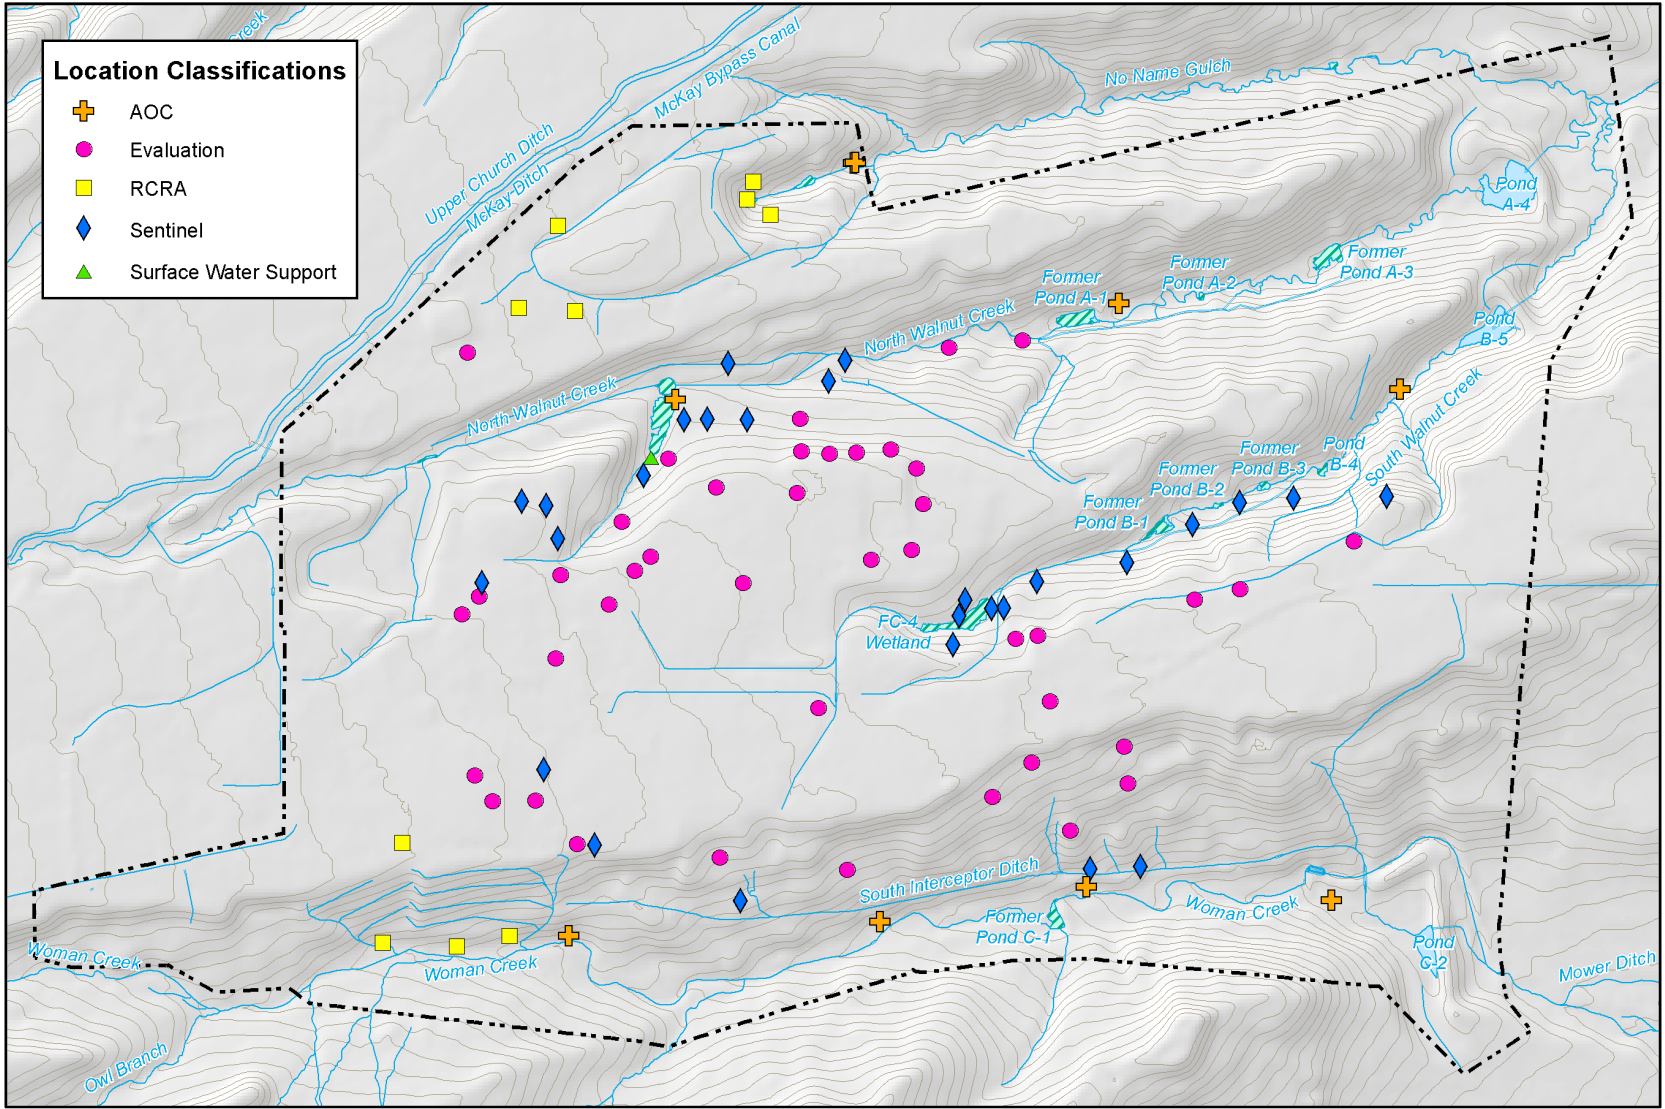 Creek
Location Classifications
AOC
Evaluation
RCRA
Sentinel
Surface Water Support
Upper Church Ditch
McKay Ditch
McKay Bypass Canal
No Name Gulch
Pond
A-4
Former
Pond A-3
Former
Pond A-2
Former
Pond A-1
North Walnut Creek
Pond
B-5
North Walnut Creek
South Walnut Creek
Pond
B-4
Former
Pond B-3
Former
Pond B-2
Former
Pond B-1
FC-4
Wetland
South Interceptor Ditch
Woman Creek
Former
Pond C-1
Pond
C-2
Woman Creek
Woman Creek
Mower Ditch
Owl Branch